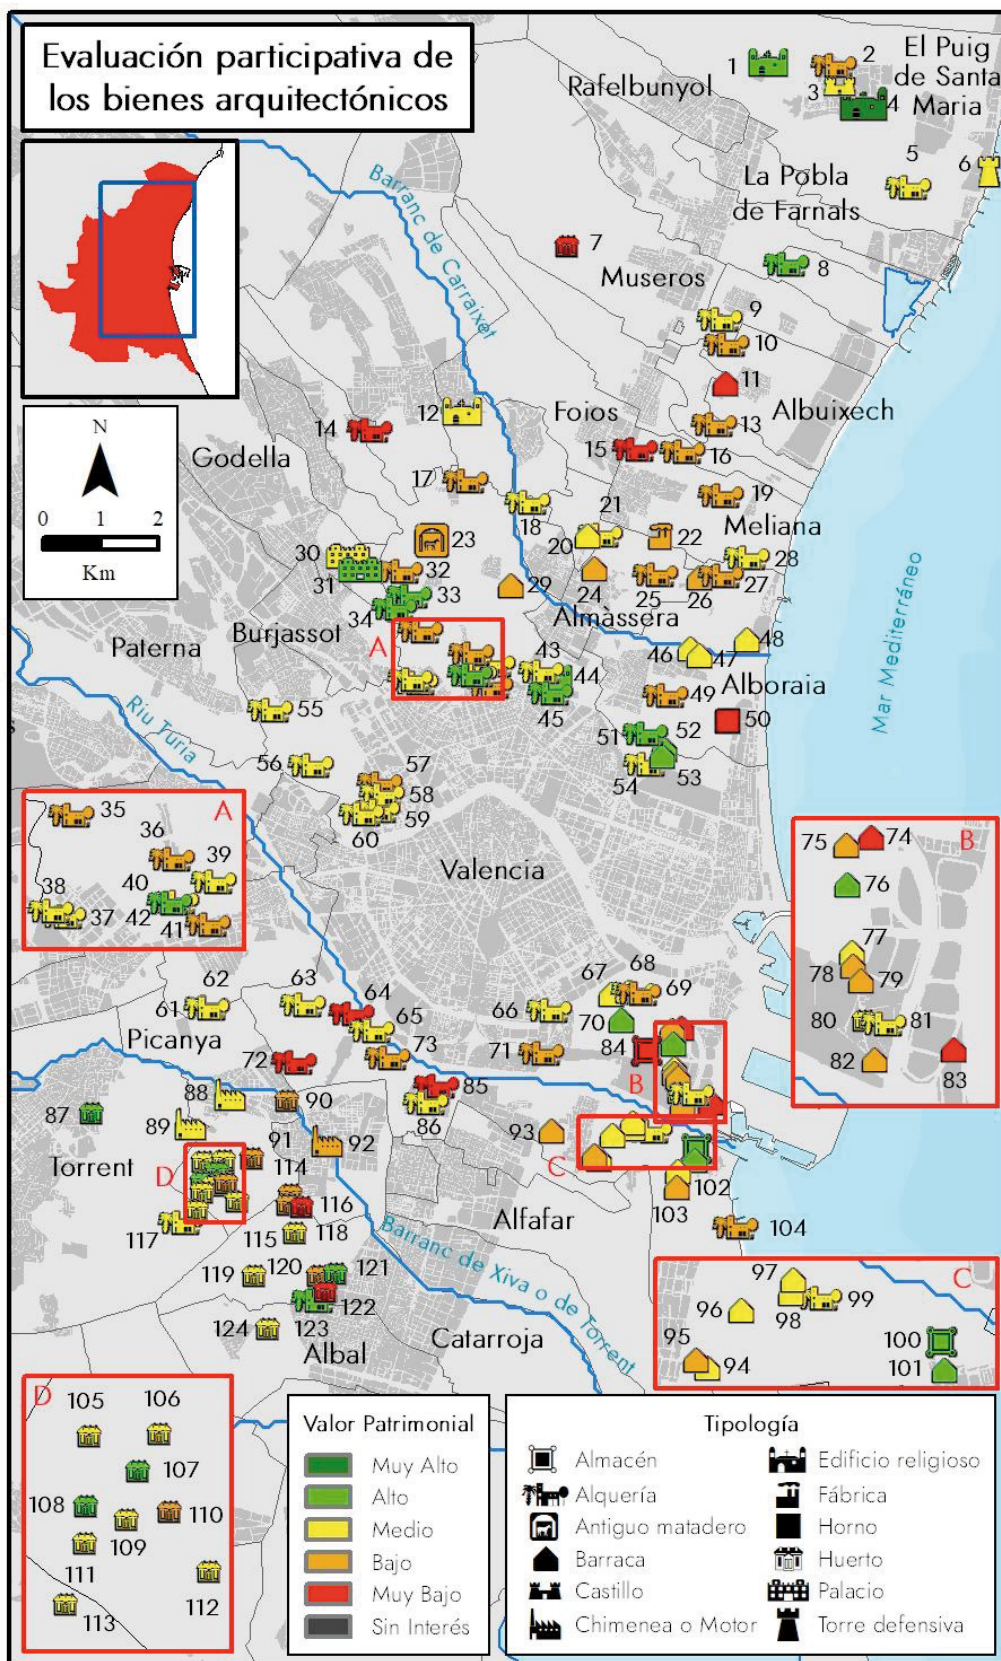 Evaluación participativa de
los bienes arquitectónicos
El Puig
de Santa
Maria
Rafelbunyol
1
2
3
4
5
6
La Pobla
de Farnals
Barranc de Carraixet
7
Museros
8
9
10
11
12
Foios
Albuixech
13
14
15
16
Godella
17
18
19
N
0 1 2
Km
20
21
22
Meliana
23
24
25
26
27
28
29
30
31
32
33
34
Almàssera
Paterna
Burjassot
A
43
44
45
46
47
48
Alboraia
49
50
51
52
53
54
55
56
57
58
59
60
Riu Turia
Mar Mediterráneo
Valencia
A
35
36
37
38
39
40
41
42
B
74
75
76
77
78
79
80
81
82
83
61
62
63
64
65
66
67
68
69
70
71
72
73
84
85
86
B
Picanya
87
88
89
90
91
92
93
Torrent
D
C
102
103
104
114
115
116
117
118
119
120
121
122
123
124
Alfafar
Barranc de Xiva o de Torrent
Catarroja
Albal
C
94
95
96
97
98
99
100
101
D
105
106
107
108
109
110
111
112
113
Valor Patrimonial
Muy Alto
Alto
Medio
Bajo
Muy Bajo
Sin Interés
Tipología
Almacén
Alquería
Antiguo matadero
Barraca
Castillo
Chimenea o Motor
Edificio religioso
Fábrica
Horno
Huerto
Palacio
Torre defensiva